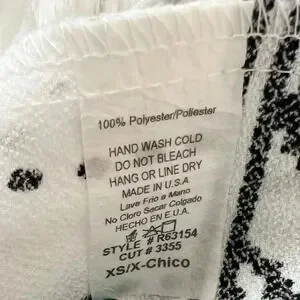 100% Polyester/Poliester
HAND WASH COLD
DO NOT BLEACH
HANG OR LINE DRY
MADE IN U.S.A.
Lave Frio a Mano
No Cloro Secar Colgado
HECHO EN E.U.A.
STYLE # R63154
CUT # 3355
XS/X-Chico